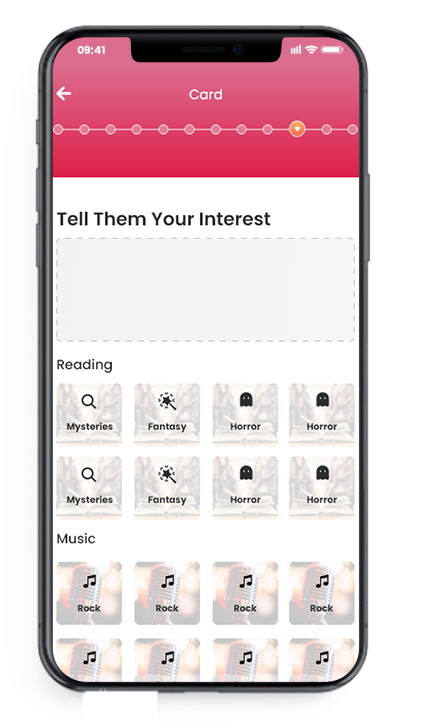 09:41
Card
Tell Them Your Interest
Reading
Mysteries Fantasy Horror Horror
Mysteries Fantasy Horror Horror
Music
Rock Rock Rock Rock